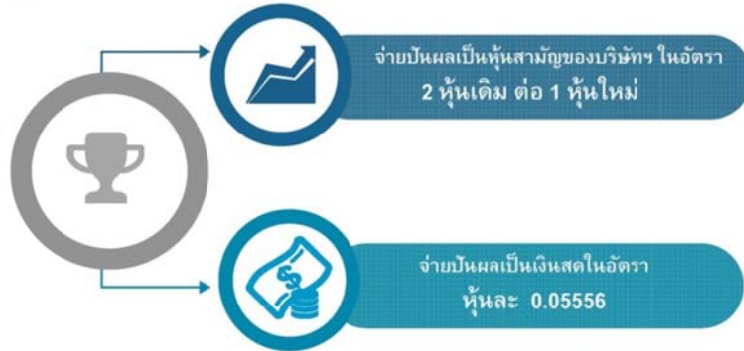 จ่ายปันผลเป็นหุ้นสามัญของบริษัทฯ ในอัตรา
2 หุ้นเดิม ต่อ 1 หุ้นใหม่
จ่ายปันผลเป็นเงินสดในอัตรา
หุ้นละ 0.05556